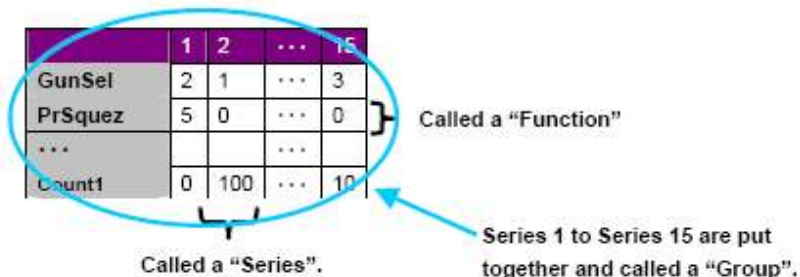 1 2 ... 15
GunSel 2 1 ... 3
PrSquez 5 0 ... 0
... ...
Count1 0 100 ... 10
Called a “Function”
Called a “Series”.
Series 1 to Series 15 are put
together and called a “Group”.